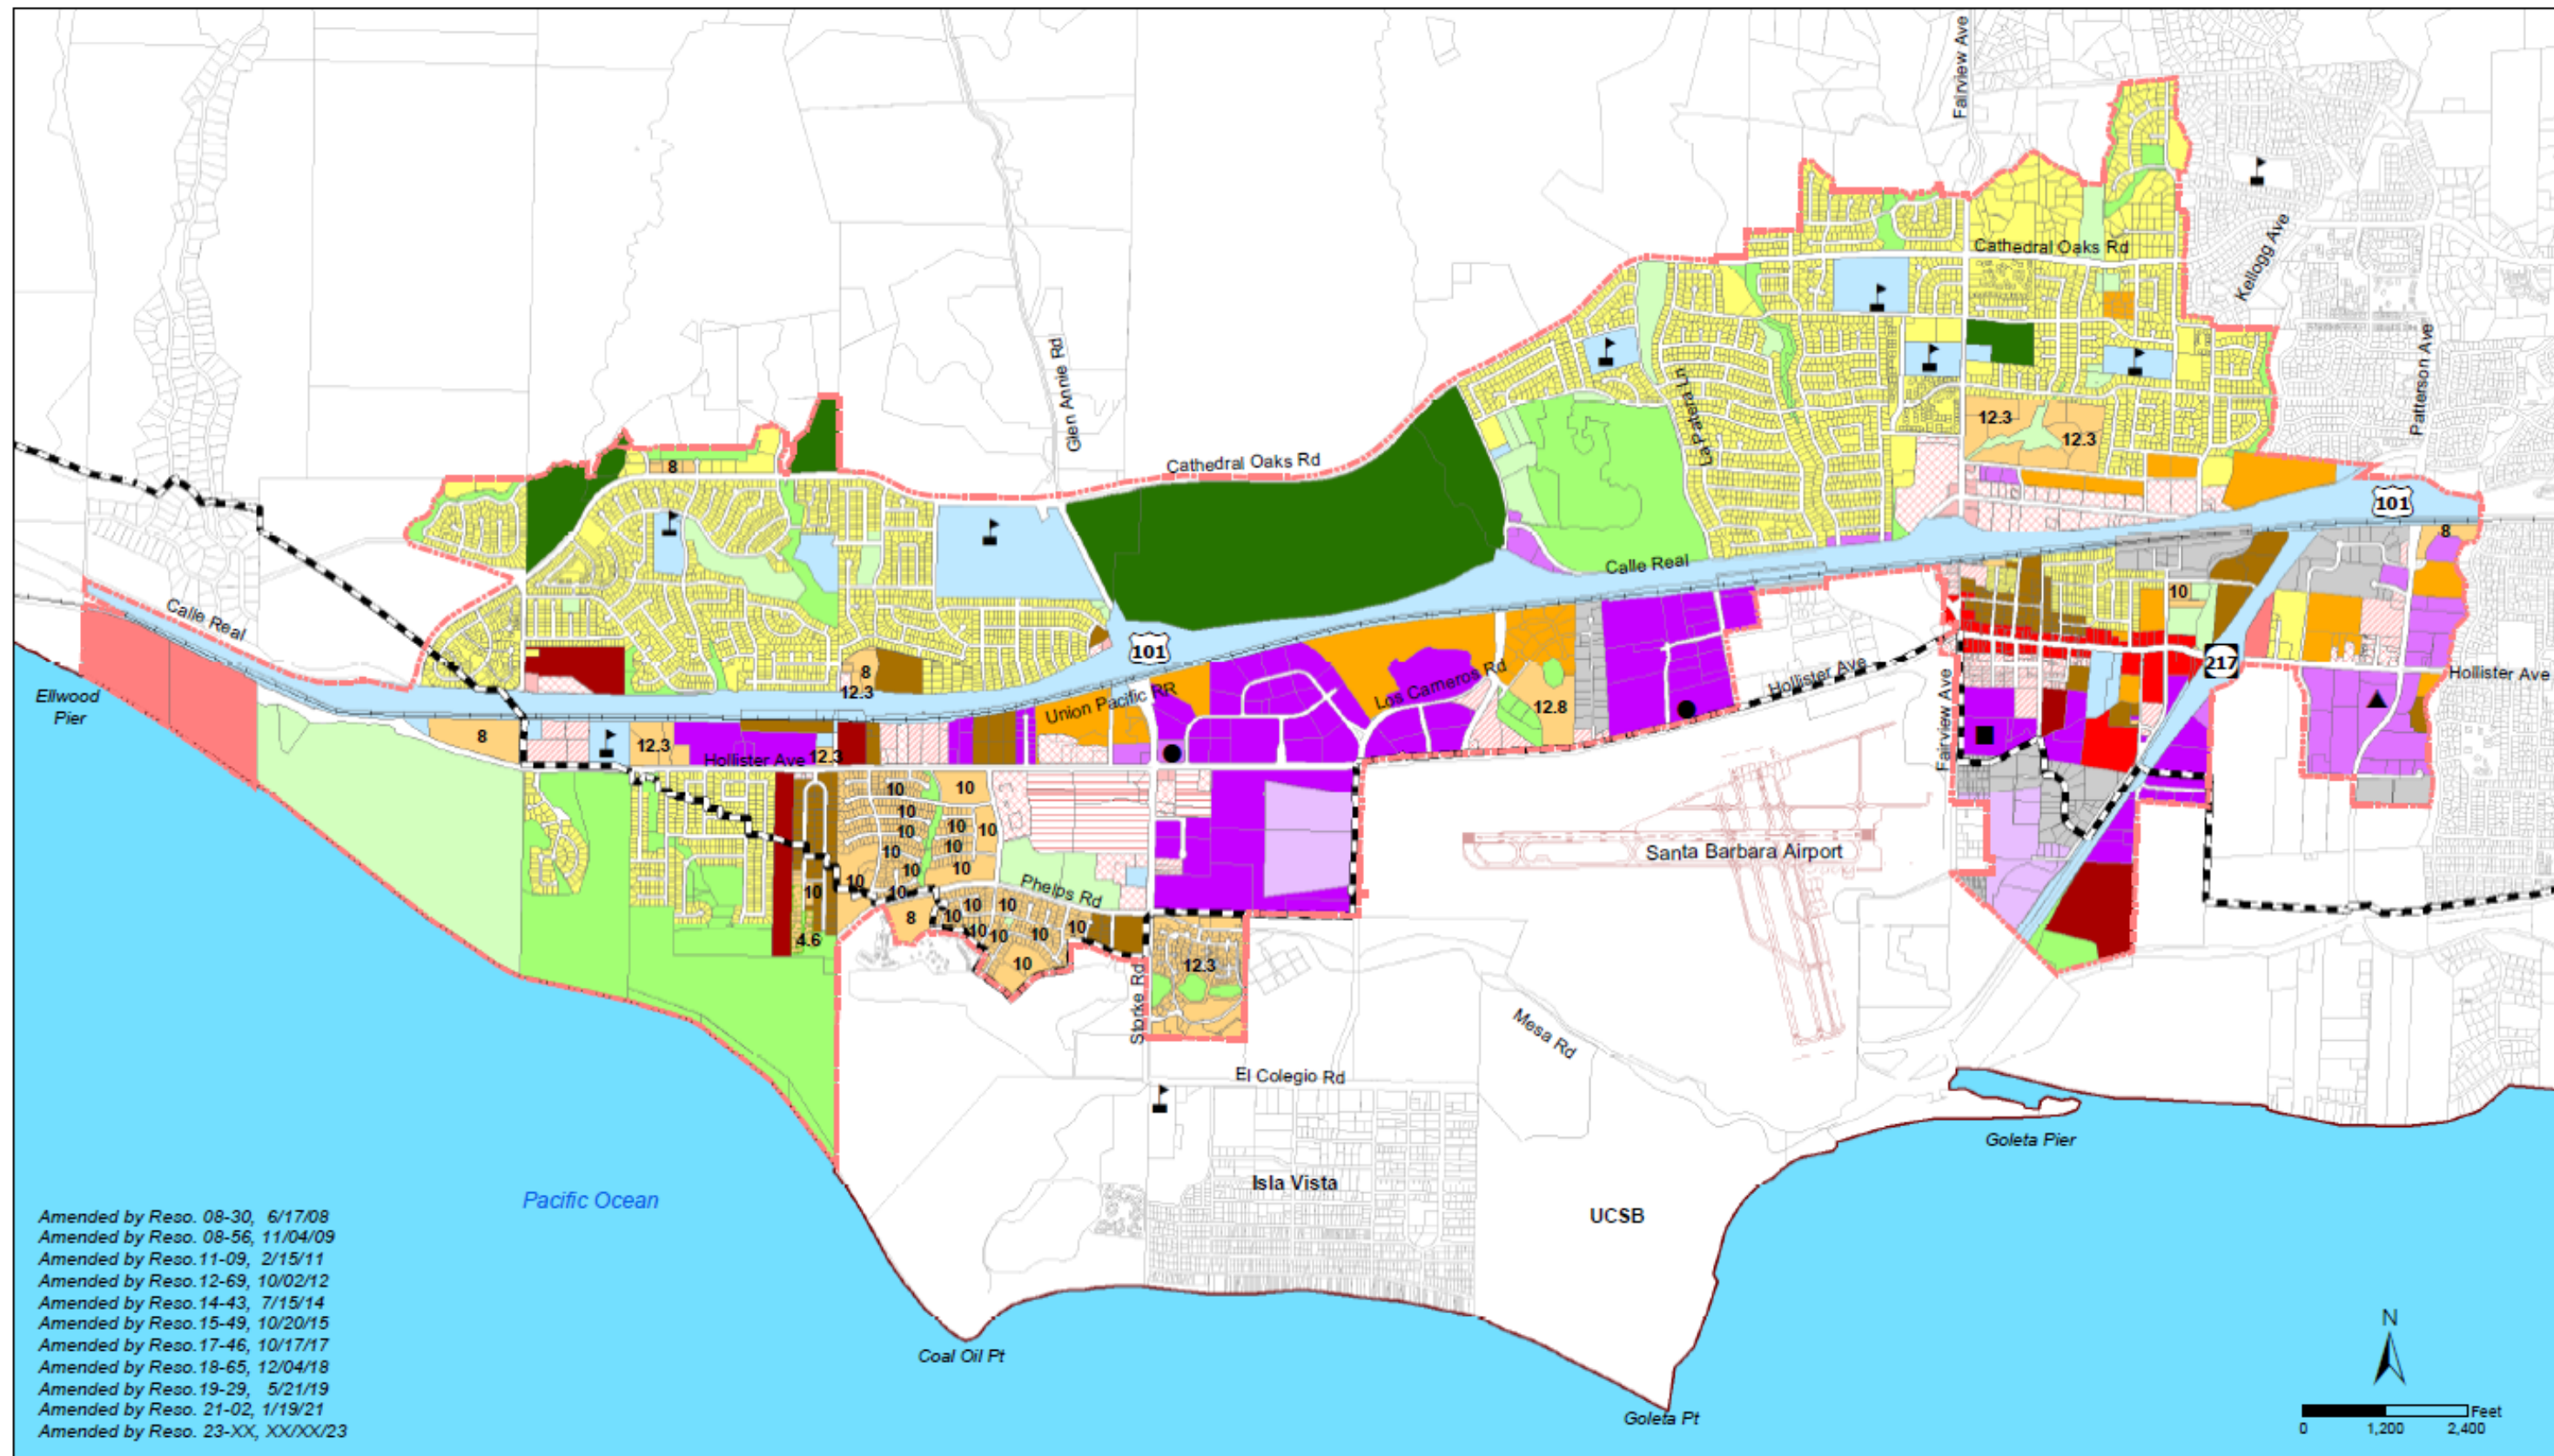 Fairview Ave
Cathedral Oaks Rd
Kellogg Ave
Patterson Ave
Glen Annie Rd
La Patera Ln
12.3
12.3
Cathedral Oaks Rd
8
101
8
Calle Real
Calle Real
10
101
217
Hollister Ave
Ellwood
Pier
8
12.3
Union Pacific RR
Los Carneros Rd
Hollister Ave
12.8
8
12.3
Hollister Ave
12.3
Fairview Ave
10
10
10
10
10
10
10
10
10
10
10
10
10
10
Santa Barbara Airport
Phelps Rd
8
10
10
10
10
10
10
10
10
4.6
12.3
Storke Rd
Mesa Rd
El Colegio Rd
Goleta Pier
Isla Vista
UCSB
Pacific Ocean
Amended by Reso. 08-30, 6/17/08
Amended by Reso. 08-56, 11/04/09
Amended by Reso.11-09, 2/15/11
Amended by Reso.12-69, 10/02/12
Amended by Reso.14-43, 7/15/14
Amended by Reso.15-49, 10/20/15
Amended by Reso.17-46, 10/17/17
Amended by Reso.18-65, 12/04/18
Amended by Reso.19-29, 5/21/19
Amended by Reso. 21-02, 1/19/21
Amended by Reso. 23-XX, XX/XX/23
Coal Oil Pt
Goleta Pt
N
Feet
0 1,200 2,400